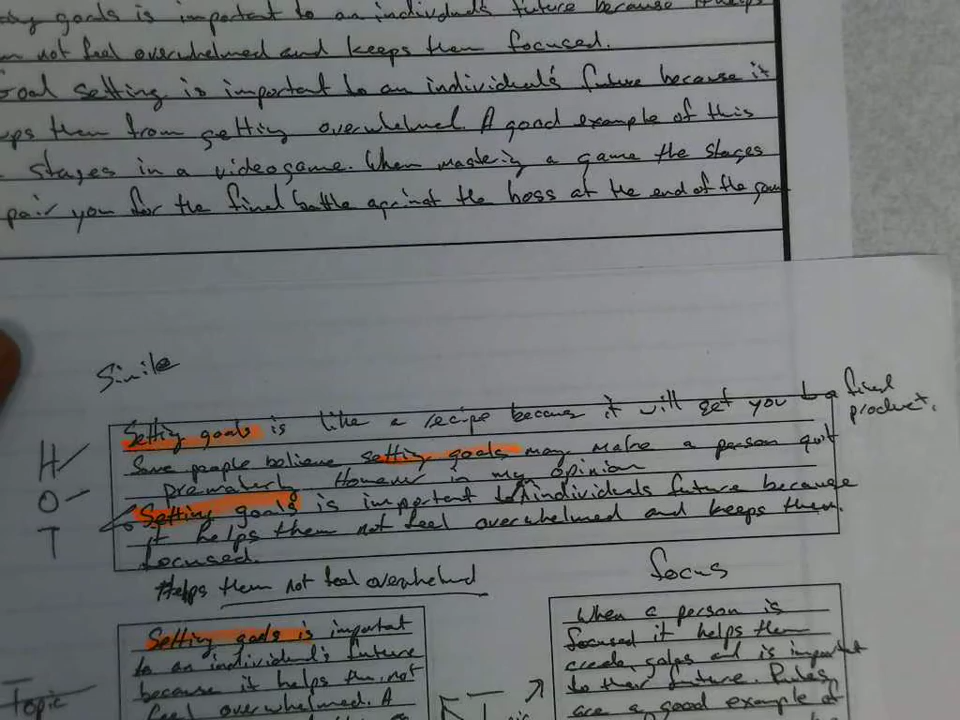 goals is important to an individuals future because it helps
not feel overwhelmed and keeps them focused.
Goal setting is important to an individual's future because it
them from getting overwhelmed. A good example of this
stages in a videogame. When mastering a game the stages
pair you for the final battle against the boss at the end of the game
Simile
Setting goals is like a recipe because it will get you to a final
product.
H
Some people believe setting goals may make a person quit
prematurely However in my opinion
O
Setting goals is important to individuals future because
T
it helps them not feel overwhelmed and keeps them
focused.
Helps them not feel overwhelmd
focus
Setting goals is important
to an individual's future
because it helps them not
feel overwhelmed. A
Topic
When a person is
focused it helps them
create goals and is important
to their future. Rules
are a good example of